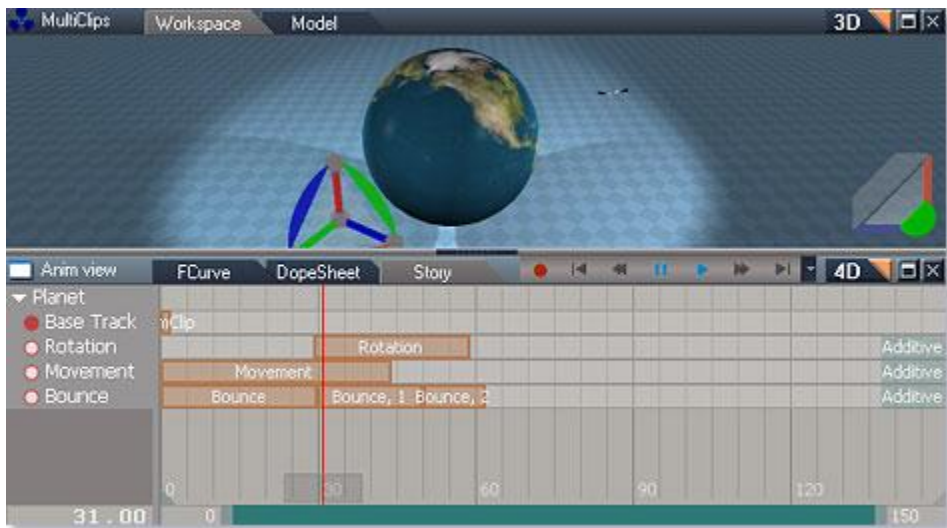 MultiClips Workspace Model 3D
Anim view FCurve DopeSheet Story 4D
Planet
Base Track
Rotation Rotation Additive
Movement Movement Additive
Bounce Bounce Bounce, 1 Bounce, 2 Additive
0 30 60 90 120
31.00 0 150